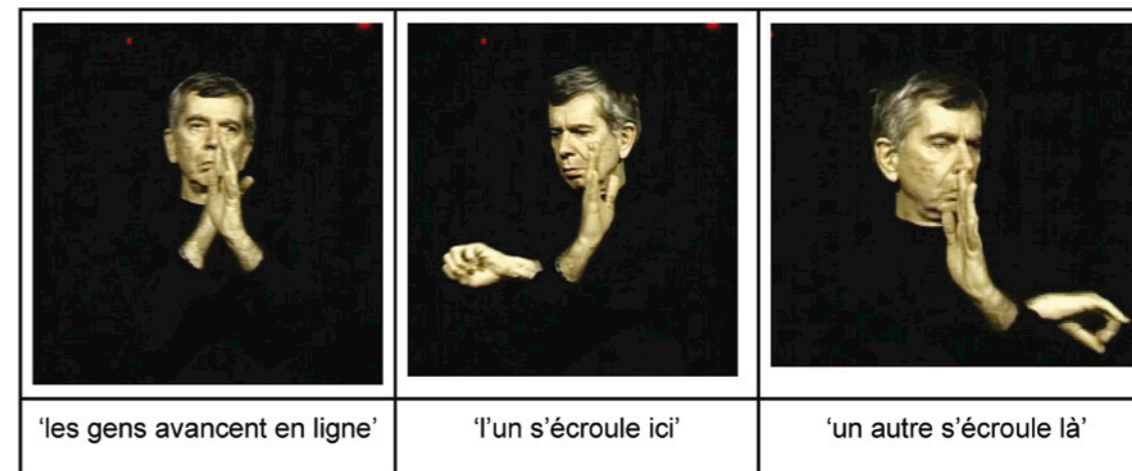 ‘les gens avancent en ligne’
‘l’un s’écroule ici’
‘un autre s’écroule là’